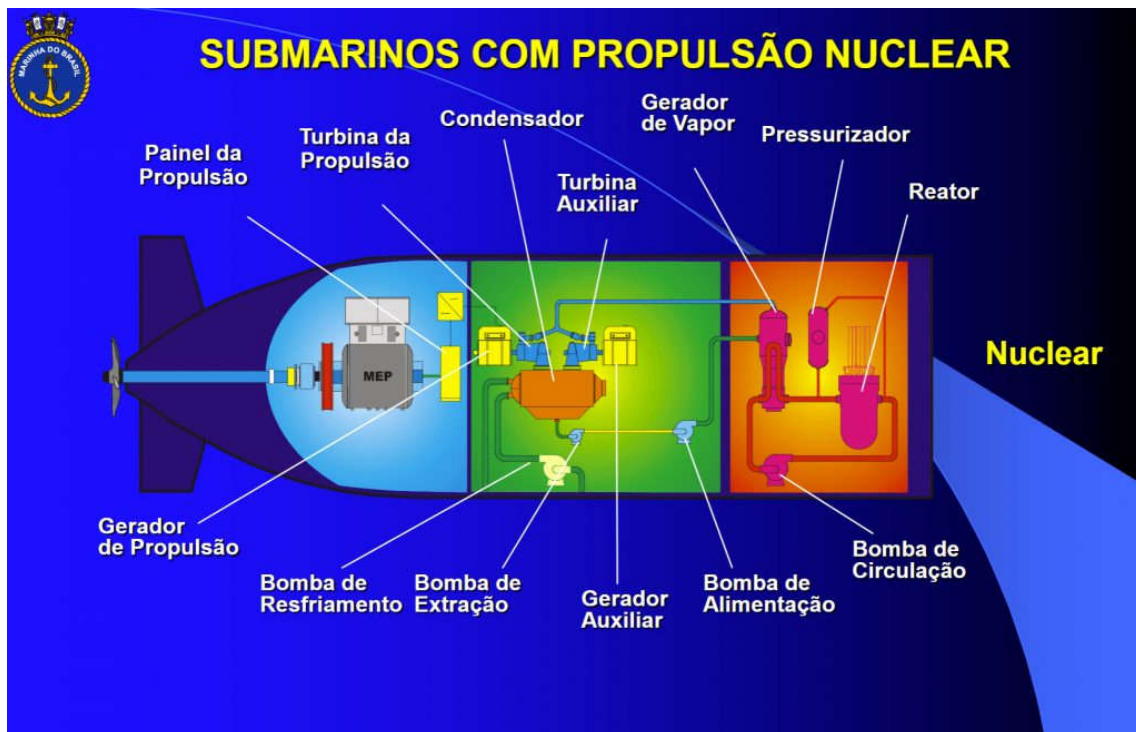 MARINHA DO BRASIL
SUBMARINOS COM PROPULSÃO NUCLEAR
Painel da
Propulsão
Turbina da
Propulsão
Condensador
Turbina
Auxiliar
Gerador
de Vapor
Pressurizador
Reator
MEP
Nuclear
Gerador
de Propulsão
Bomba de
Resfriamento
Bomba de
Extração
Gerador
Auxiliar
Bomba de
Alimentação
Bomba de
Circulação